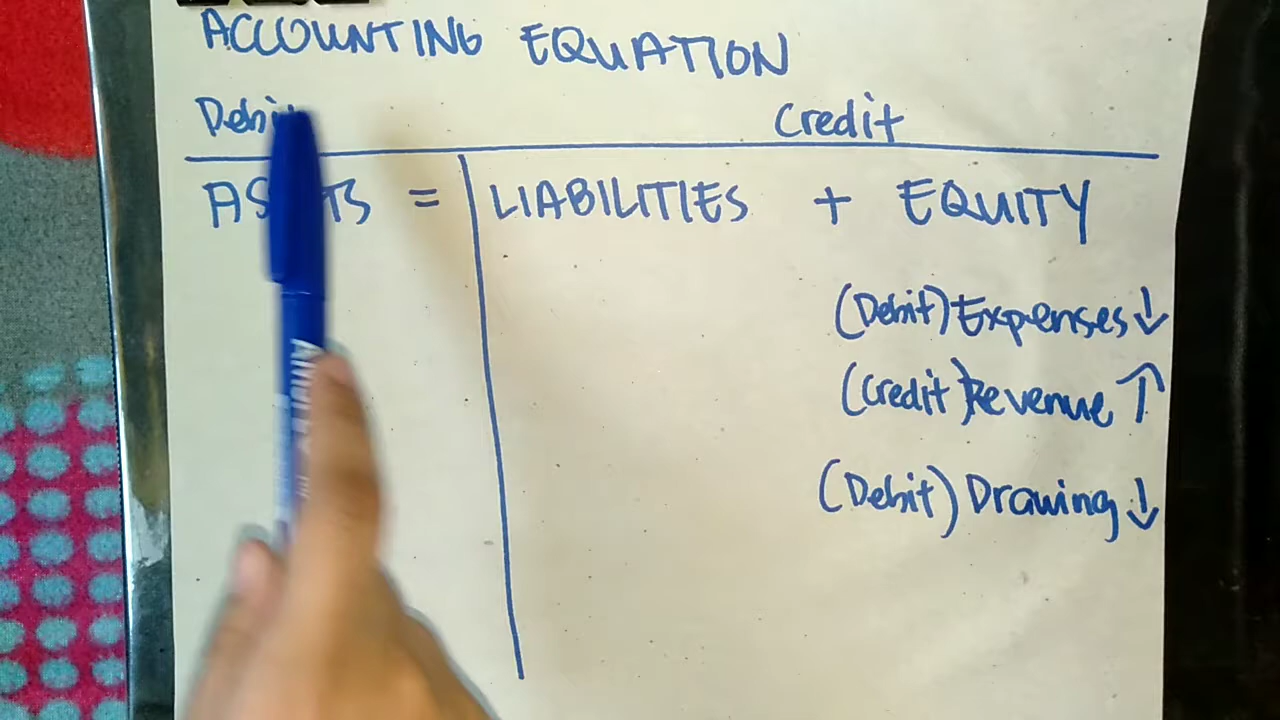 ACCOUNTING EQUATION
Credit
= LIABILITIES + EQUITY
(Debit) Expenses ↓
(Credit) Revenue ↑
(Debit) Drawing ↓